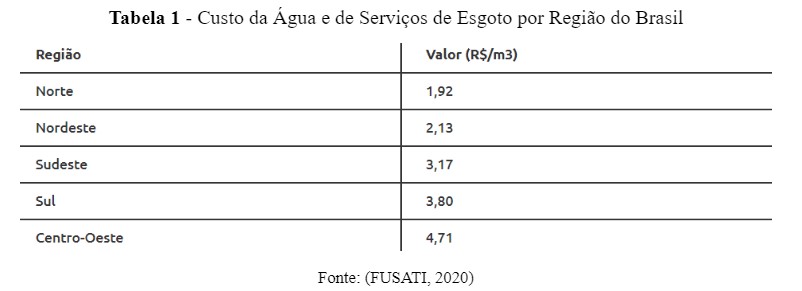 Tabela 1 - Custo da Água e de Serviços de Esgoto por Região do Brasil
Região Valor (R$/m3)
Norte 1,92
Nordeste 2,13
Sudeste 3,17
Sul 3,80
Centro-Oeste 4,71
Fonte: (FUSATI, 2020)